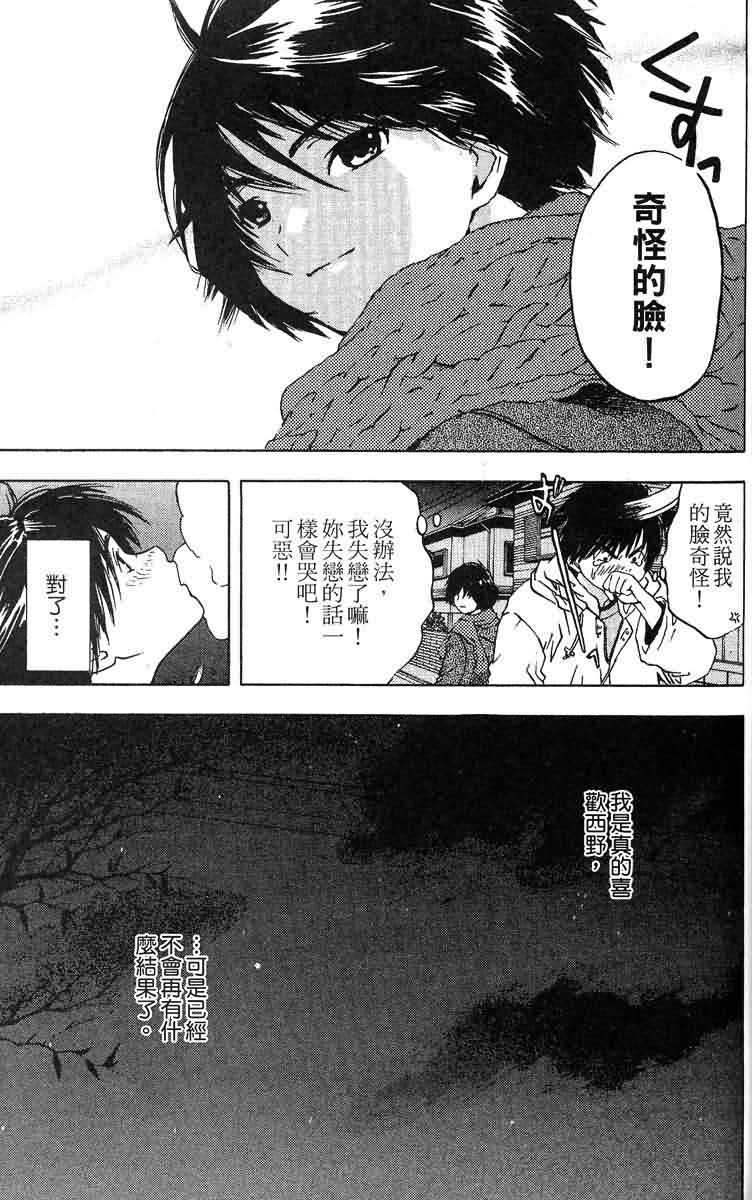 くすっ
奇怪的臉！
竟然說我
的臉奇怪！
沒辦法，
我失戀了嘛！
妳失戀的話一
樣會哭吧！
可惡!!
對了…
我是真的喜
歡西野，
…可是已經
不會再有什
麼結果了。